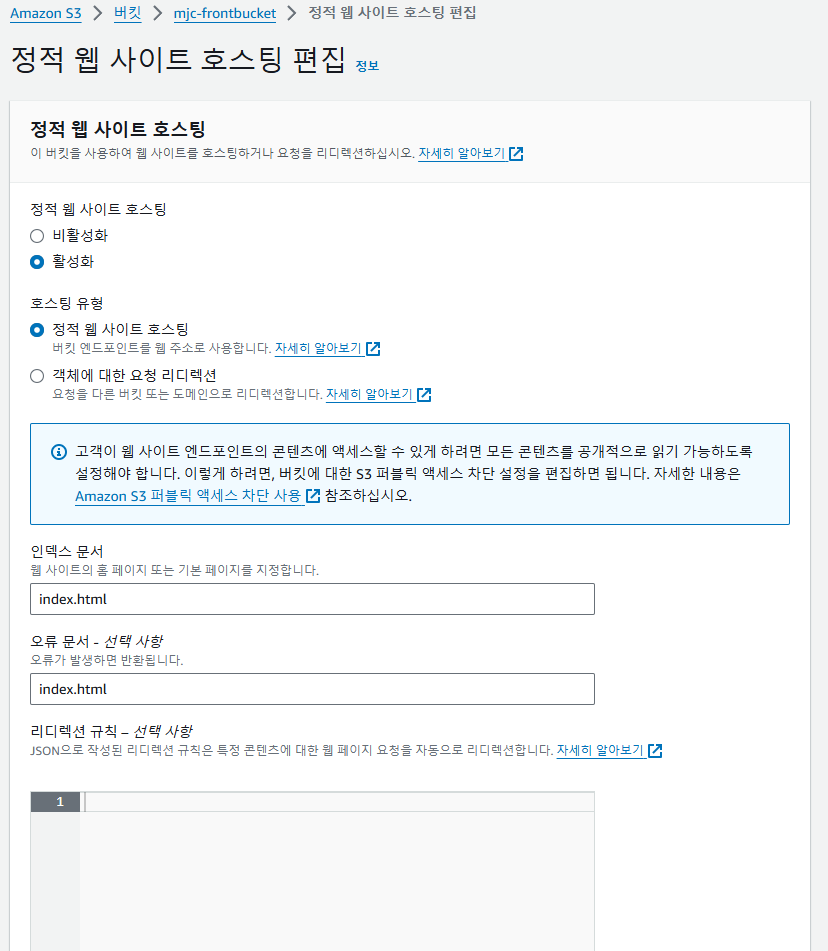 Amazon S3 > 버킷 > mjc-frontbucket > 정적 웹 사이트 호스팅 편집
정적 웹 사이트 호스팅 편집 정보
정적 웹 사이트 호스팅
이 버킷을 사용하여 웹 사이트를 호스팅하거나 요청을 리디렉션하십시오. 자세히 알아보기
정적 웹 사이트 호스팅
비활성화
활성화
호스팅 유형
정적 웹 사이트 호스팅
버킷 엔드포인트를 웹 주소로 사용합니다. 자세히 알아보기
객체에 대한 요청 리디렉션
요청을 다른 버킷 또는 도메인으로 리디렉션합니다. 자세히 알아보기
고객이 웹 사이트 엔드포인트의 콘텐츠에 액세스할 수 있게 하려면 모든 콘텐츠를 공개적으로 읽기 가능하도록
설정해야 합니다. 이렇게 하려면, 버킷에 대한 S3 퍼블릭 액세스 차단 설정을 편집하면 됩니다. 자세한 내용은
Amazon S3 퍼블릭 액세스 차단 사용 참조하십시오.
인덱스 문서
웹 사이트의 홈 페이지 또는 기본 페이지를 지정합니다.
index.html
오류 문서 - 선택 사항
오류가 발생하면 반환됩니다.
index.html
리디렉션 규칙 – 선택 사항
JSON으로 작성된 리디렉션 규칙은 특정 콘텐츠에 대한 웹 페이지 요청을 자동으로 리디렉션합니다. 자세히 알아보기
1